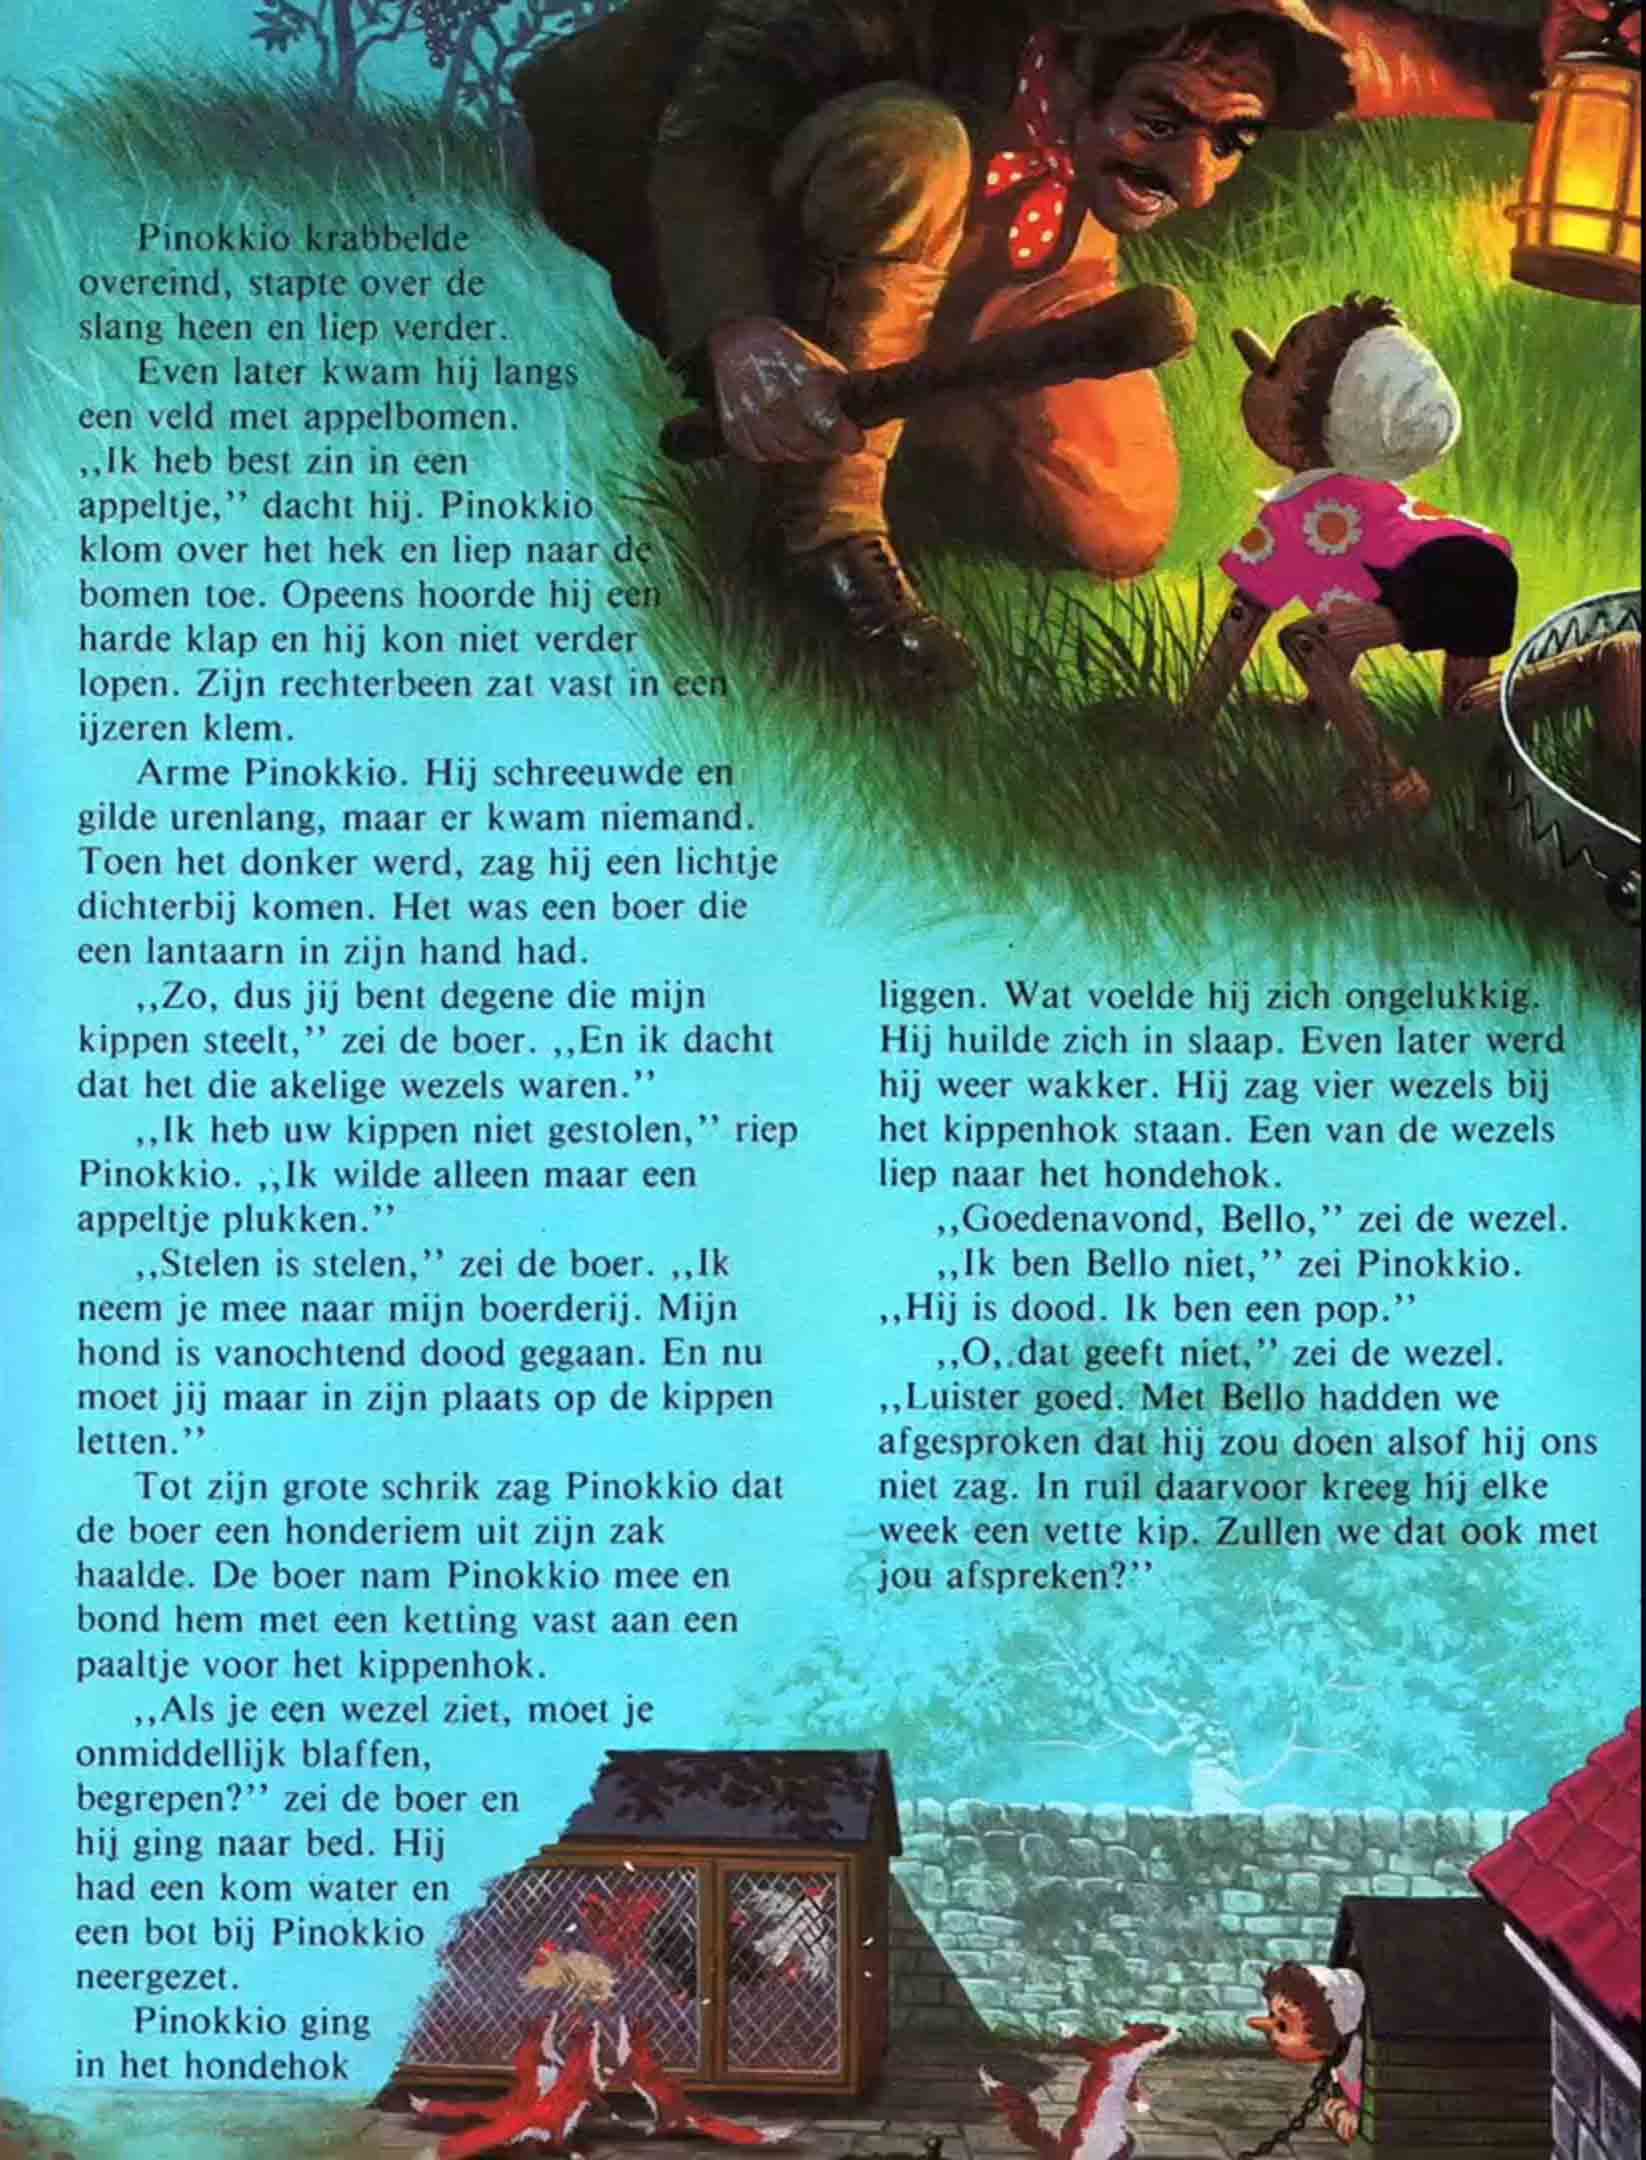 Pinokkio krabbelde
overeind, stapte over de
slang heen en liep verder.
Even later kwam hij langs
een veld met appelbomen.
,,Ik heb best zin in een
appeltje,’’ dacht hij. Pinokkio
klom over het hek en liep naar de
bomen toe. Opeens hoorde hij een
harde klap en hij kon niet verder
lopen. Zijn rechterbeen zat vast in een
ijzeren klem.
Arme Pinokkio. Hij schreeuwde en
gilde urenlang, maar er kwam niemand.
Toen het donker werd, zag hij een lichtje
dichterbij komen. Het was een boer die
een lantaarn in zijn hand had.
,,Zo, dus jij bent degene die mijn
kippen steelt,’’ zei de boer. ,,En ik dacht
dat het die akelige wezels waren.’’
,,Ik heb uw kippen niet gestolen,’’ riep
Pinokkio. ,,Ik wilde alleen maar een
appeltje plukken.’’
,,Stelen is stelen,’’ zei de boer. ,,Ik
neem je mee naar mijn boerderij. Mijn
hond is vanochtend dood gegaan. En nu
moet jij maar in zijn plaats op de kippen
letten.’’
Tot zijn grote schrik zag Pinokkio dat
de boer een honderiem uit zijn zak
haalde. De boer nam Pinokkio mee en
bond hem met een ketting vast aan een
paaltje voor het kippenhok.
,,Als je een wezel ziet, moet je
onmiddellijk blaffen,
begrepen?’’ zei de boer en
hij ging naar bed. Hij
had een kom water en
een bot bij Pinokkio
neergezet.
Pinokkio ging
in het hondehok
liggen. Wat voelde hij zich ongelukkig.
Hij huilde zich in slaap. Even later werd
hij weer wakker. Hij zag vier wezels bij
het kippenhok staan. Een van de wezels
liep naar het hondehok.
,,Goedenavond, Bello,’’ zei de wezel.
,,Ik ben Bello niet,’’ zei Pinokkio.
,,Hij is dood. Ik ben een pop.’’
,,O, dat geeft niet,’’ zei de wezel.
,,Luister goed. Met Bello hadden we
afgesproken dat hij zou doen alsof hij ons
niet zag. In ruil daarvoor kreeg hij elke
week een vette kip. Zullen we dat ook met
jou afspreken?’’